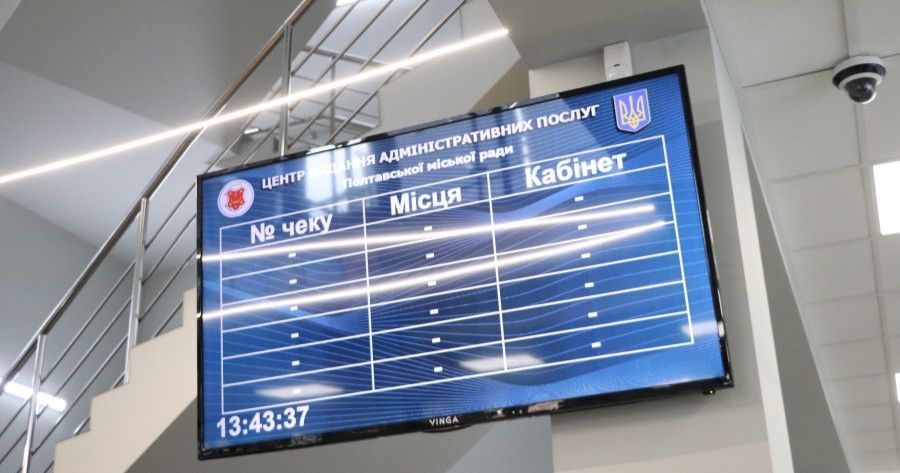 ЦЕНТР НАДАННЯ АДМІНІСТРАТИВНИХ ПОСЛУГ
Полтавської міської ради
№ чеку Місця Кабінет
- - -
- - -
- - -
- - -
- - -
- - -
13:43:37
VINGA